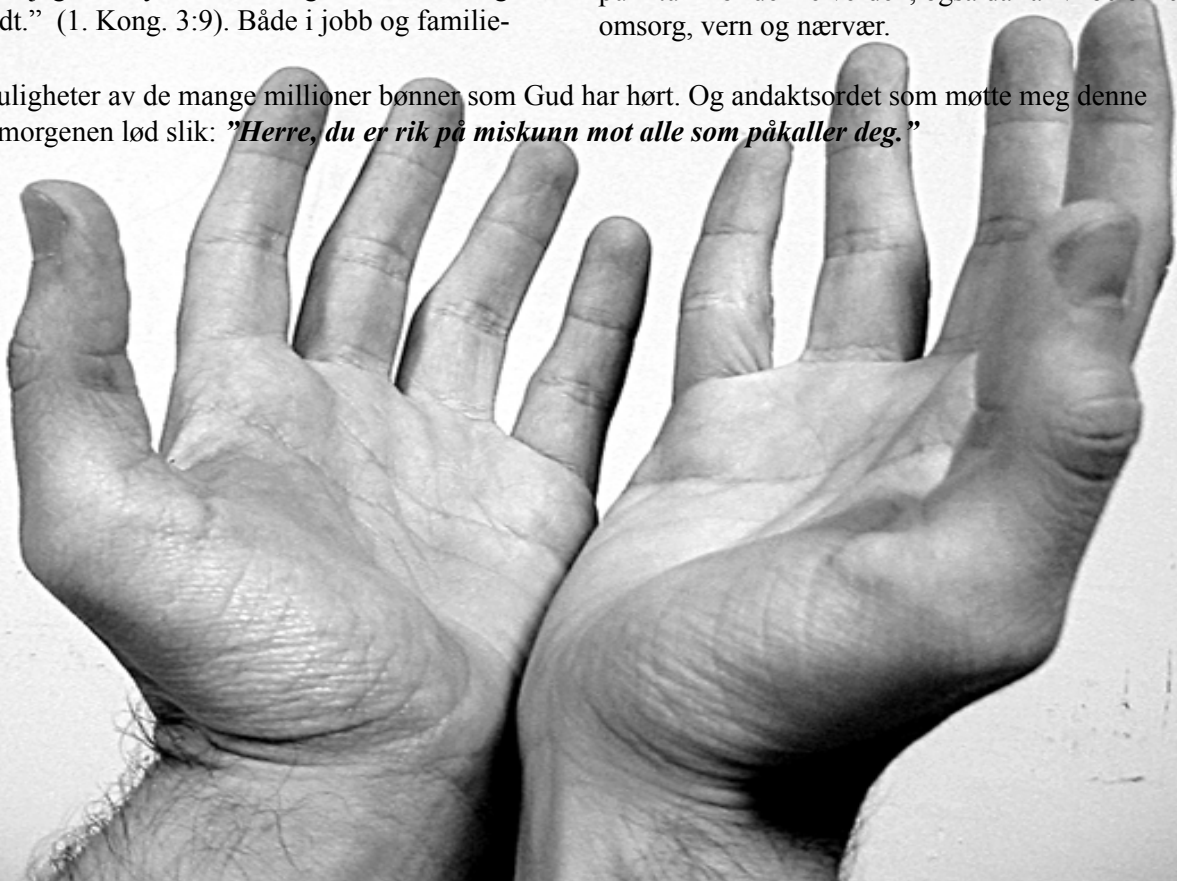 dt.” (1. Kong. 3:9). Både i jobb og familie-
omsorg, vern og nærvær.
uligheter av de mange millioner bønner som Gud har hørt. Og andaktsordet som møtte meg denne
morgenen lød slik: ”Herre, du er rik på miskunn mot alle som påkaller deg.”